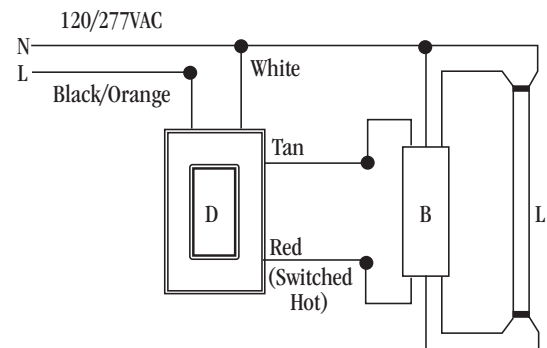 120/277VAC
N
L
White
Black/Orange
Tan
D
B
L
Red
(Switched
Hot)